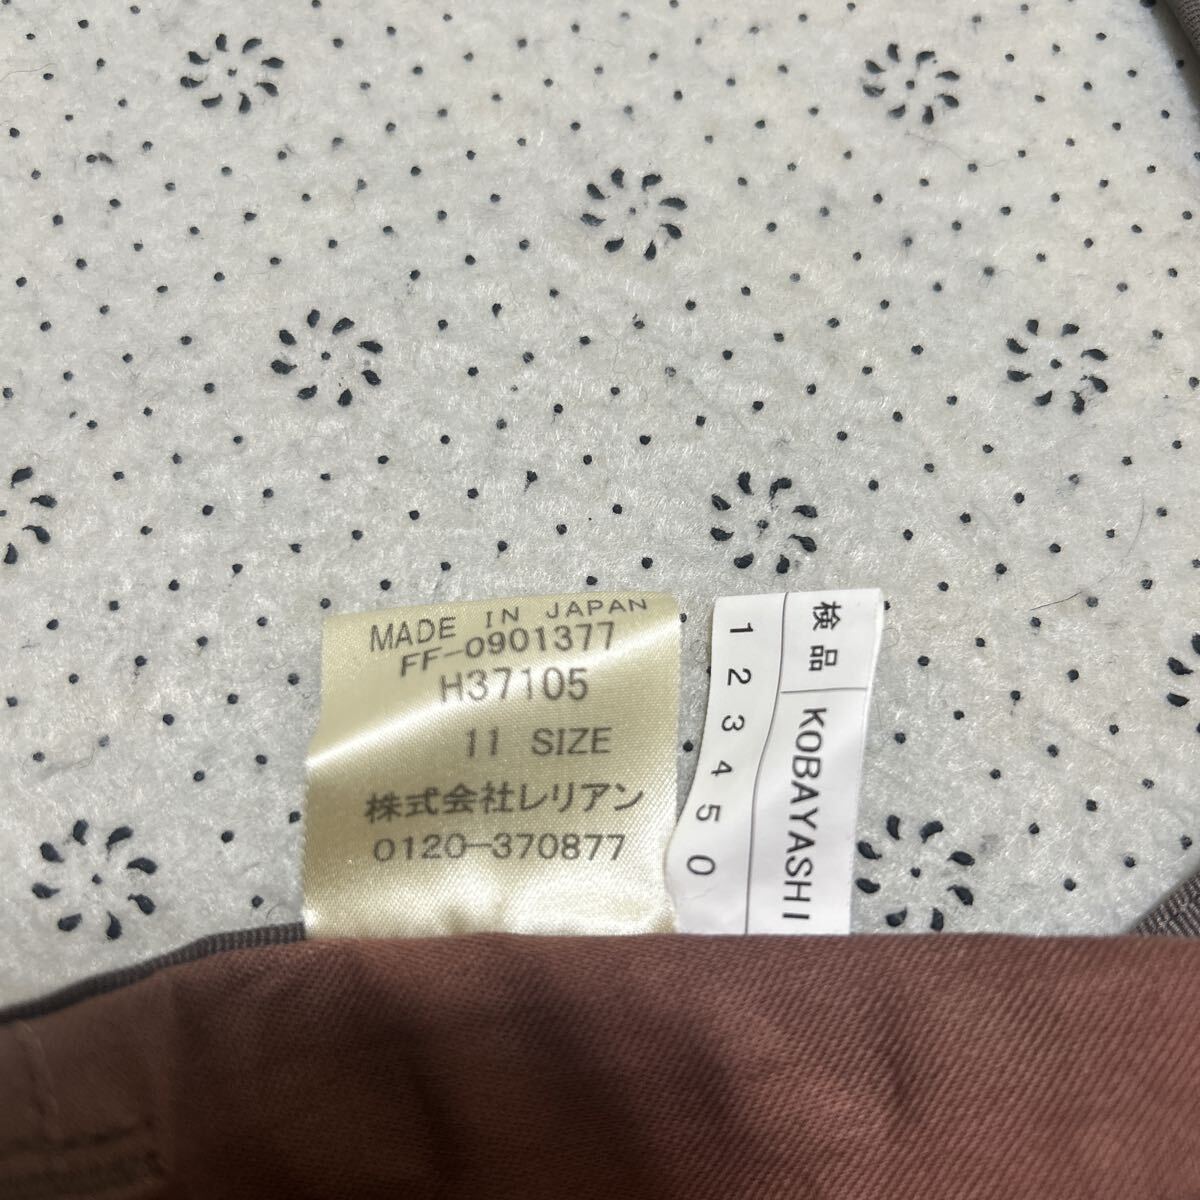 MADE IN JAPAN
FF-0901377
H37105
11 SIZE
株式会社レリアン
0120-370877
検品 KOBAYASHI
1 2 3 4 5 0